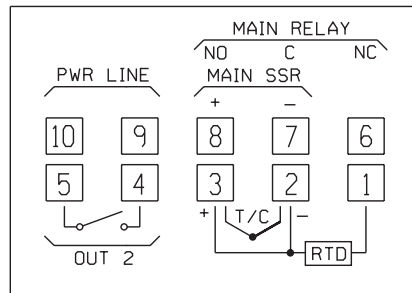 MAIN RELAY
NO C NC
PWR LINE MAIN SSR
+ −
10 9 8 7 6
5 4 3 2 1
+ T/C −
OUT 2 RTD